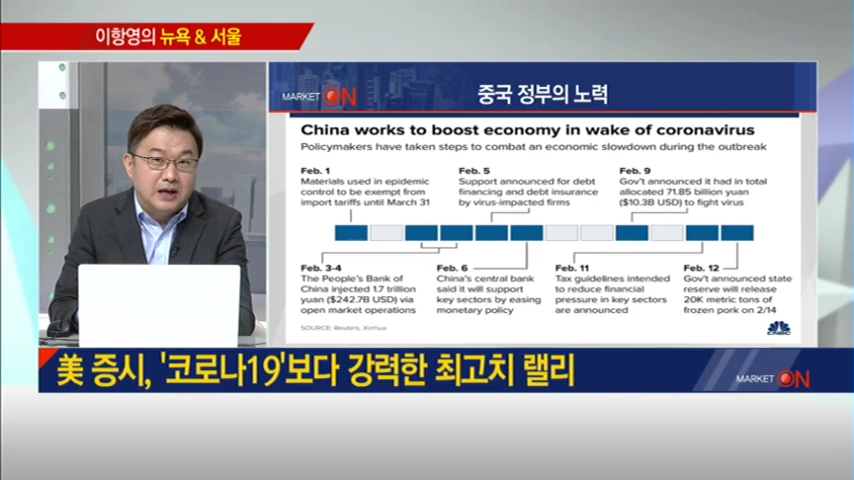 이항영의 뉴욕 & 서울
MARKET ON
중국 정부의 노력
China works to boost economy in wake of coronavirus
Policymakers have taken steps to combat an economic slowdown during the outbreak
Feb. 1
Materials used in epidemic
control to be exempt from
import tariffs until March 31
Feb. 5
Support announced for debt
financing and debt insurance
by virus-impacted firms
Feb. 9
Gov't announced it had in total
allocated 71.85 billion yuan
($10.3B USD) to fight virus
Feb. 3-4
The People's Bank of
China injected 1.7 trillion
yuan ($242.7B USD) via
open market operations
Feb. 6
China's central bank
said it will support
key sectors by easing
monetary policy
Feb. 11
Tax guidelines intended
to reduce financial
pressure in key sectors
are announced
Feb. 12
Gov't announced state
reserve will release
20K metric tons of
frozen pork on 2/14
SOURCE: Reuters, Xinhua
CNBC
美 증시, '코로나19'보다 강력한 최고치 랠리
MARKET ON